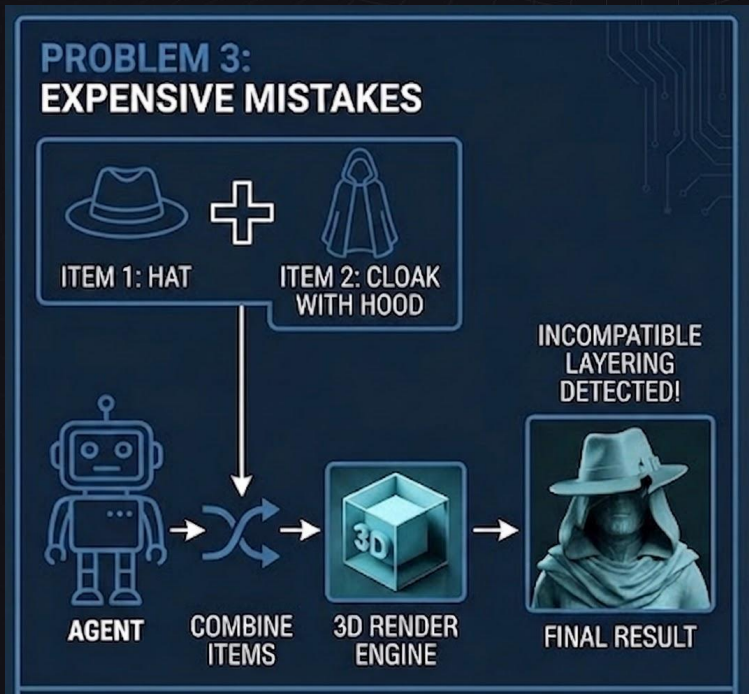 PROBLEM 3:
EXPENSIVE MISTAKES
ITEM 1: HAT
ITEM 2: CLOAK
WITH HOOD
INCOMPATIBLE
LAYERING
DETECTED!
3D
AGENT
COMBINE
ITEMS
3D RENDER
ENGINE
FINAL RESULT